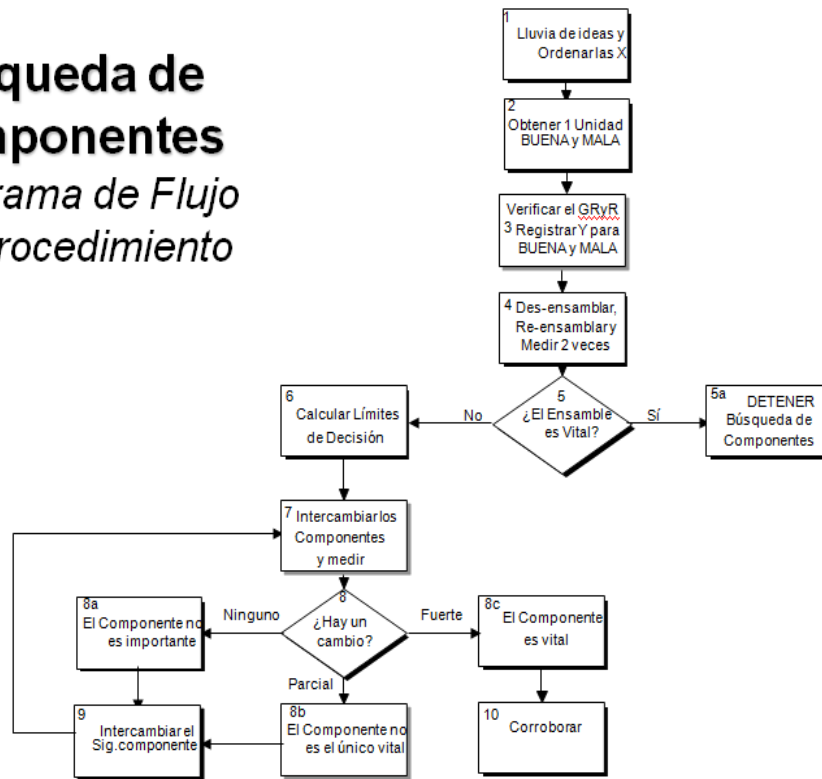 queda de
ponentes
rama de Flujo
rocedimiento
1
Lluvia de ideas y
Ordenarlas X
2
Obtener 1 Unidad
BUENA y MALA
Verificar el GRyR
3 Registrar Y para
BUENA y MALA
4 Des-ensamblar,
Re-ensamblar y
Medir 2 veces
5
¿El Ensamble
es Vital?
No
Sí
5a
DETENER
Búsqueda de
Componentes
6
Calcular Límites
de Decisión
7 Intercambiar los
Componentes
y medir
8
¿Hay un
cambio?
Ninguno
Fuerte
Parcial
8a
El Componente no
es importante
8c
El Componente
es vital
9
Intercambiar el
Sig.componente
8b
El Componente no
es el único vital
10
Corroborar